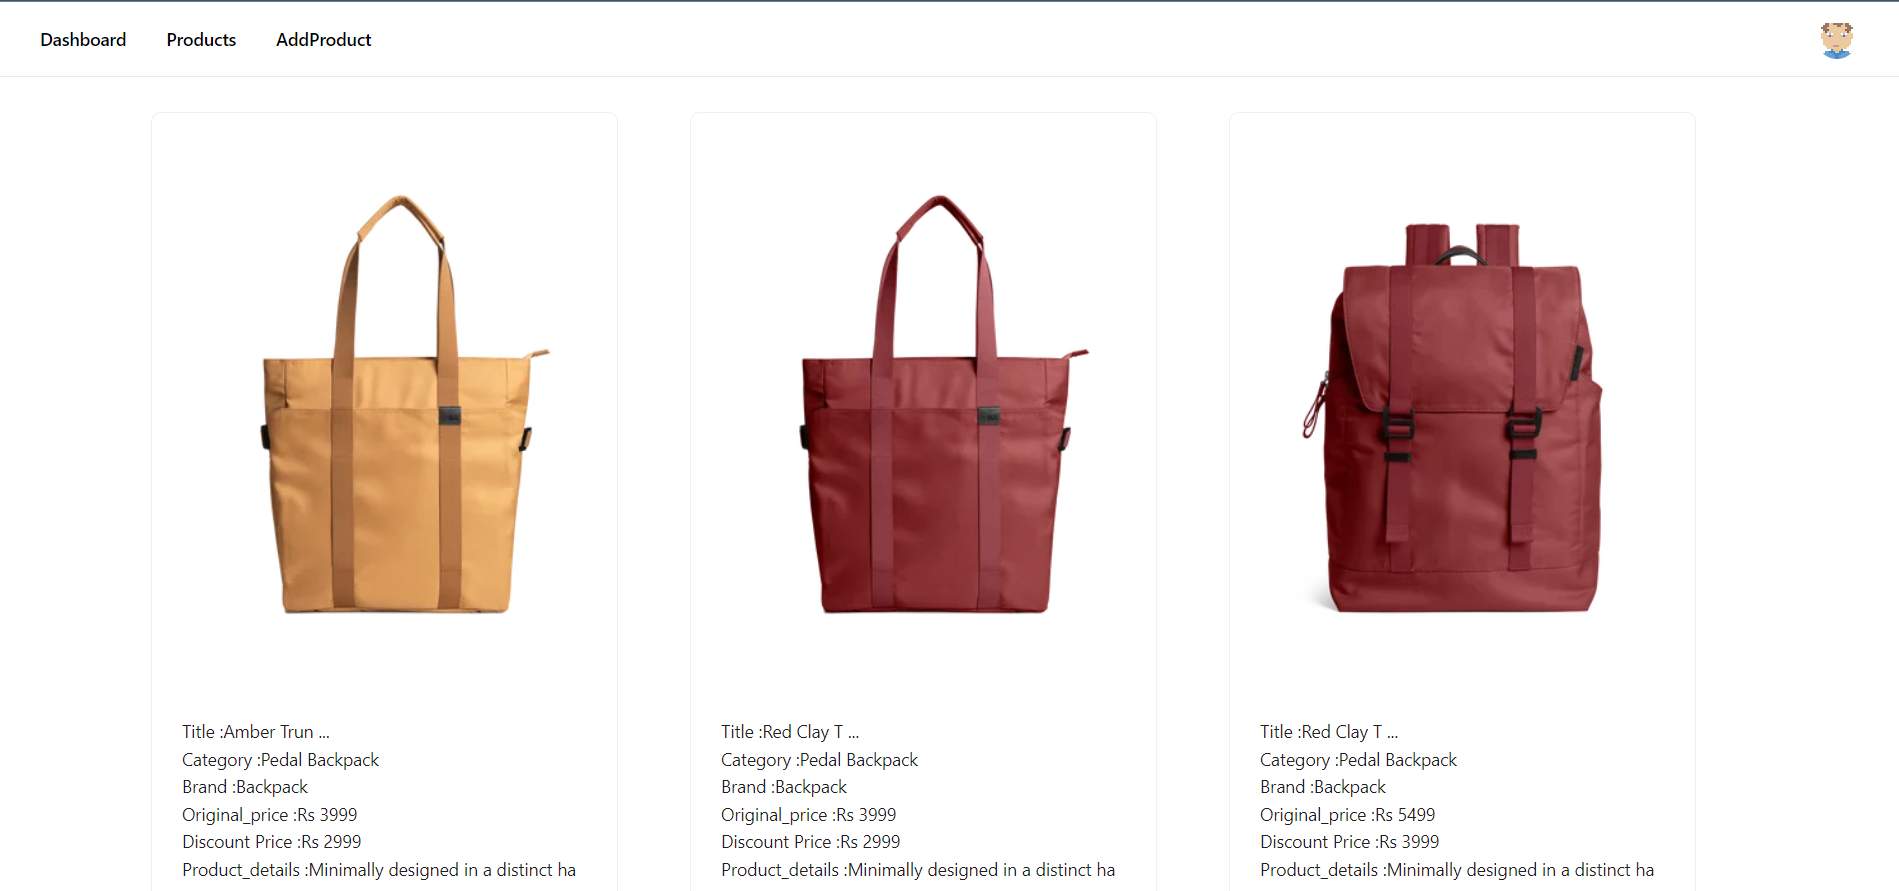 Dashboard Products AddProduct
Title :Amber Trun ...
Category :Pedal Backpack
Brand :Backpack
Original_price :Rs 3999
Discount Price :Rs 2999
Product_details :Minimally designed in a distinct ha
Title :Red Clay T ...
Category :Pedal Backpack
Brand :Backpack
Original_price :Rs 3999
Discount Price :Rs 2999
Product_details :Minimally designed in a distinct ha
Title :Red Clay T ...
Category :Pedal Backpack
Brand :Backpack
Original_price :Rs 5499
Discount Price :Rs 3999
Product_details :Minimally designed in a distinct ha